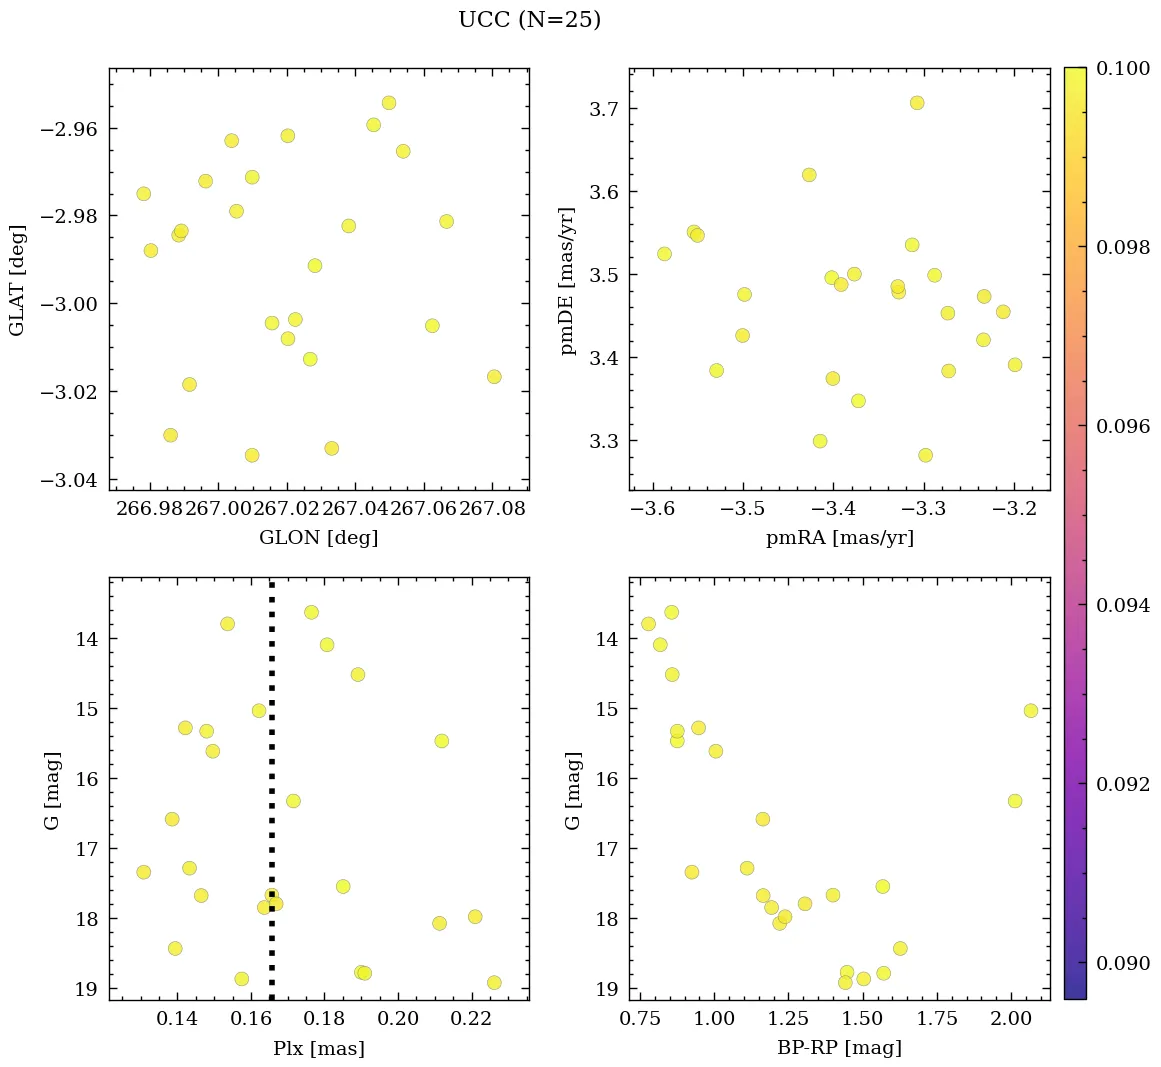 UCC (N=25)
−2.96
−2.98
−3.00
−3.02
−3.04
GLAT [deg]
266.98 267.00 267.02 267.04 267.06 267.08
GLON [deg]
3.7
3.6
3.5
3.4
3.3
pmDE [mas/yr]
−3.6 −3.5 −3.4 −3.3 −3.2
pmRA [mas/yr]
14
15
16
17
18
19
G [mag]
0.14 0.16 0.18 0.20 0.22
Plx [mas]
14
15
16
17
18
19
G [mag]
0.75 1.00 1.25 1.50 1.75 2.00
BP-RP [mag]
0.100
0.098
0.096
0.094
0.092
0.090